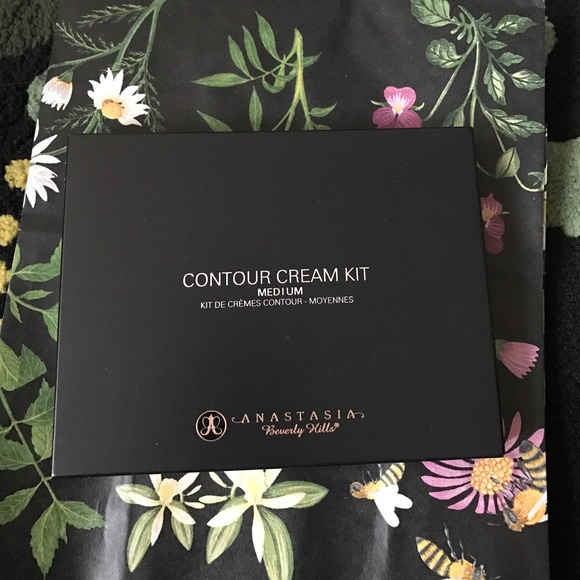 CONTOUR CREAM KIT
MEDIUM
KIT DE CRÈMES CONTOUR - MOYENNES
ANASTASIA
Beverly Hills®